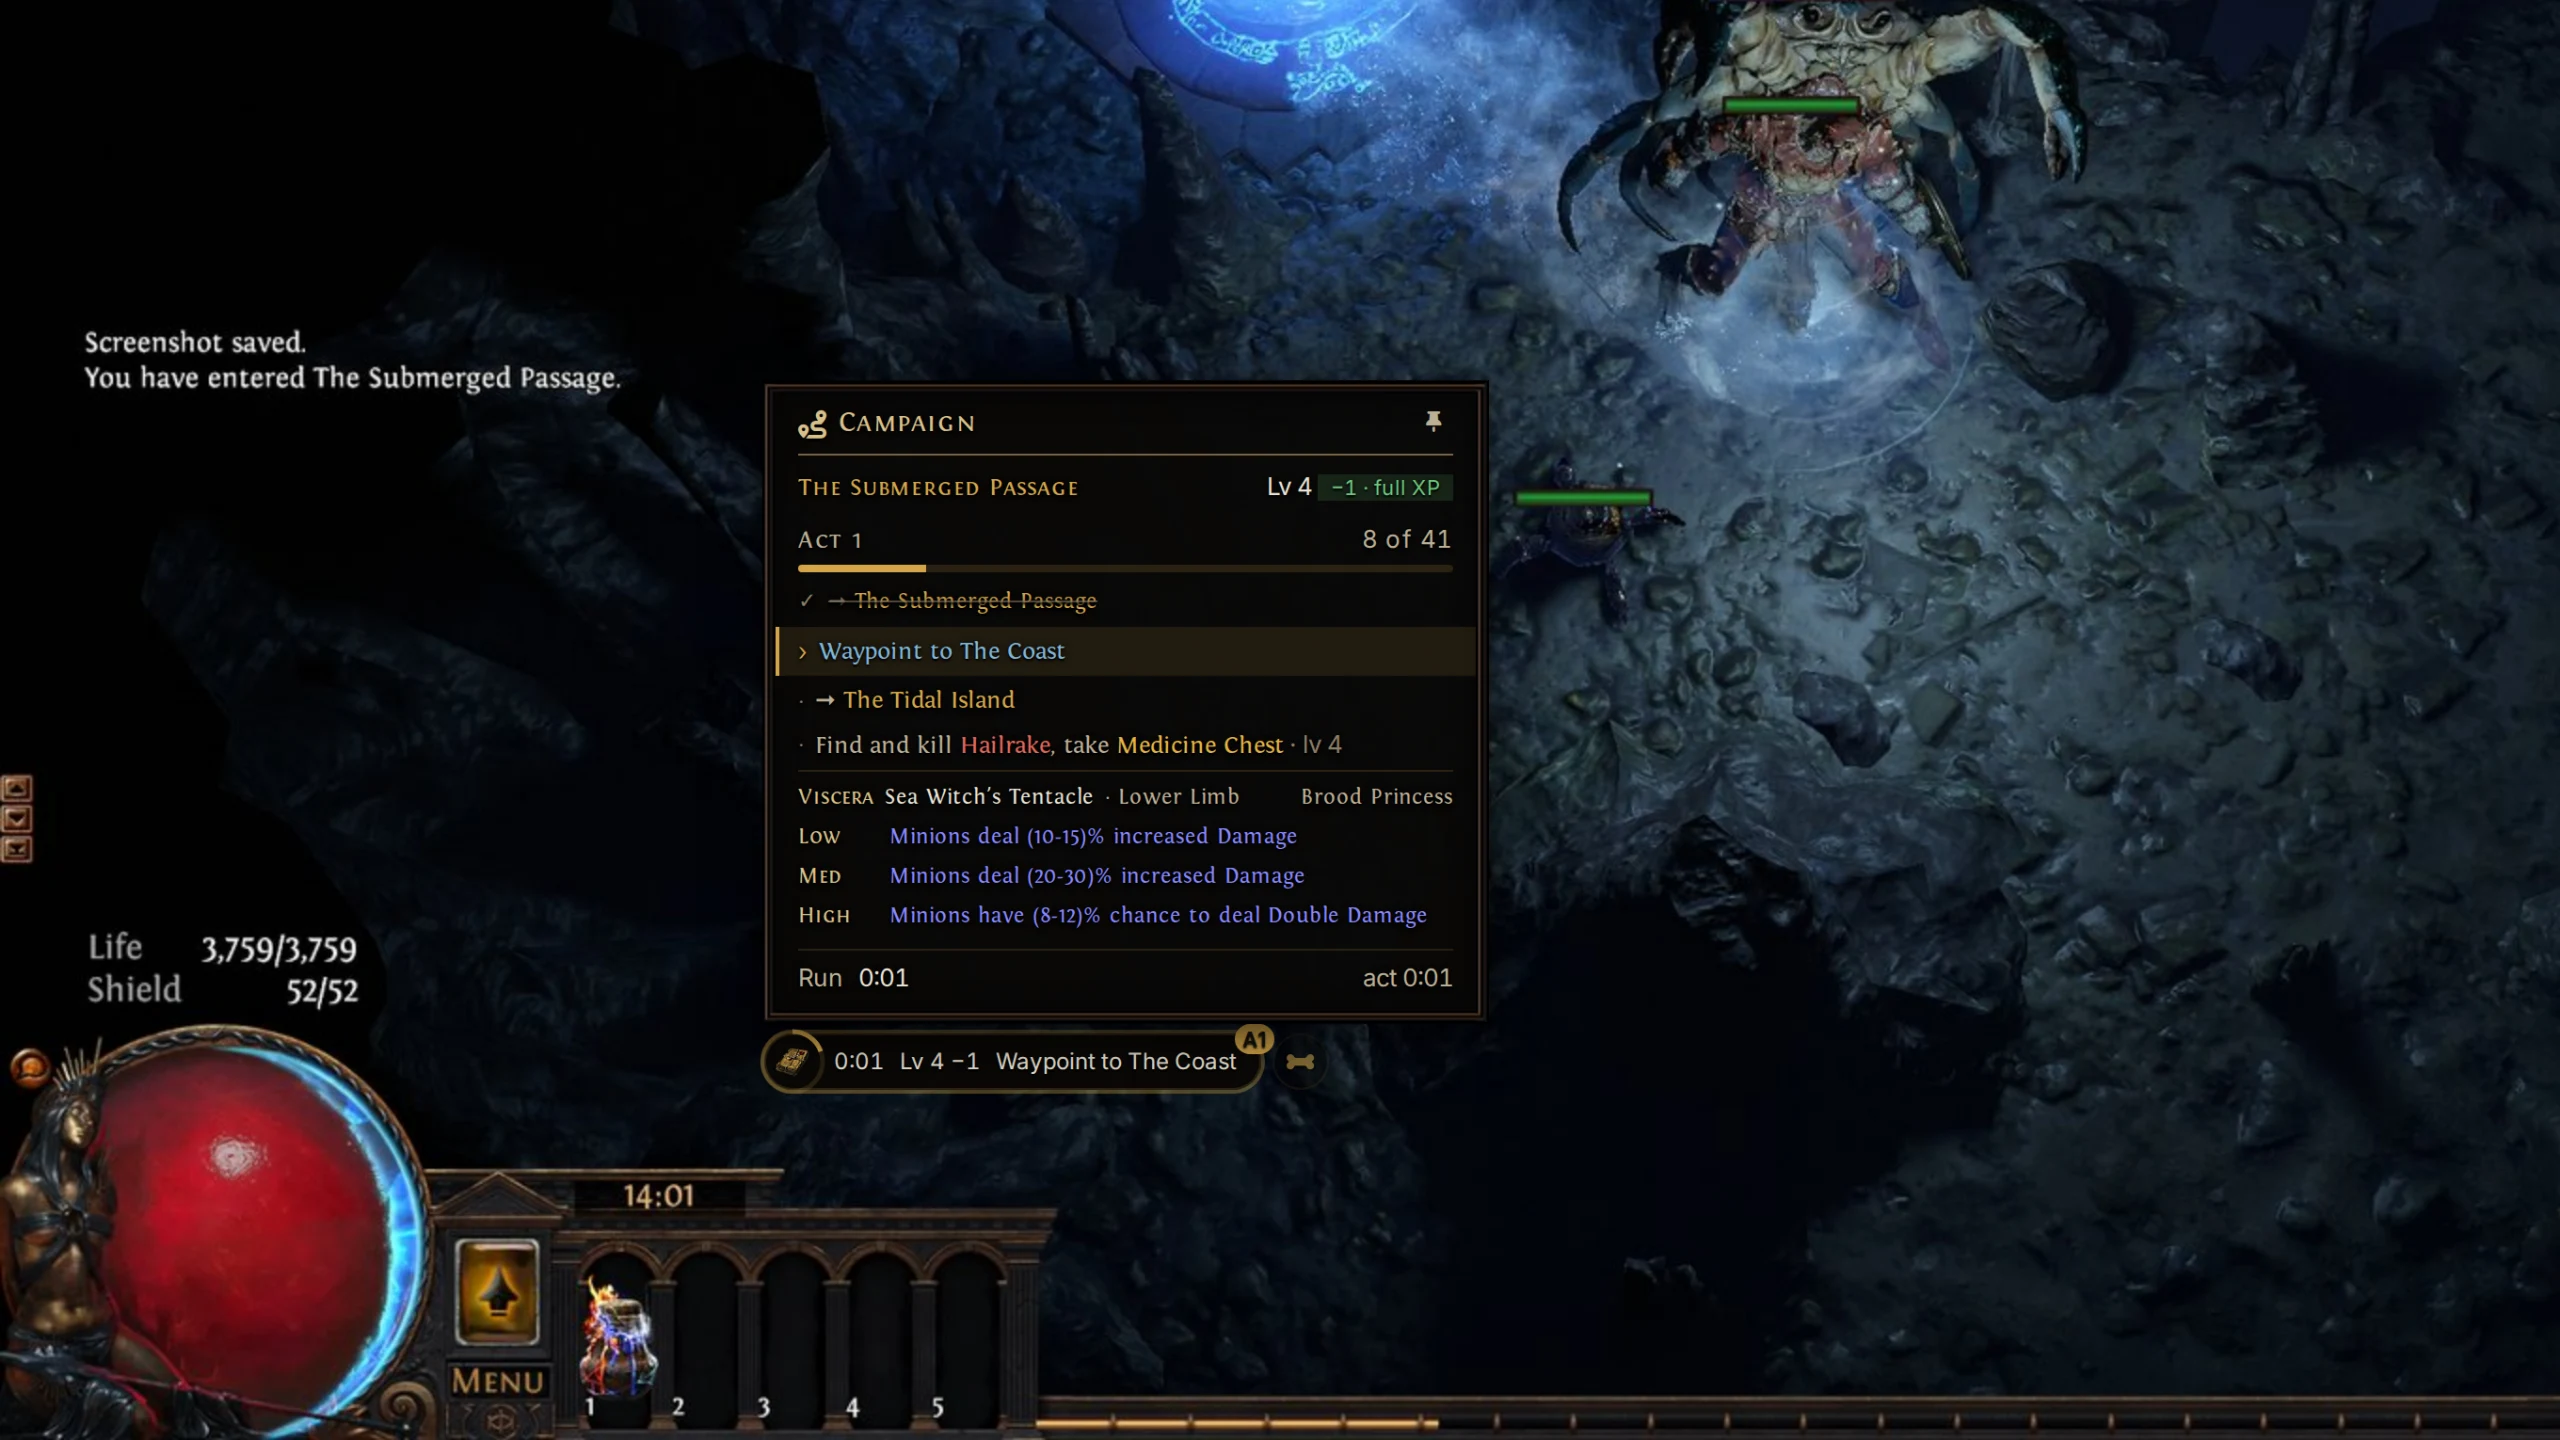 Screenshot saved.
You have entered The Submerged Passage.
Campaign
The Submerged Passage Lv 4 −1 · full XP
Act 1 8 of 41
✓ → The Submerged Passage
› Waypoint to The Coast
· → The Tidal Island
· Find and kill Hailrake, take Medicine Chest · lv 4
Viscera Sea Witch's Tentacle · Lower Limb Brood Princess
Low Minions deal (10-15)% increased Damage
Med Minions deal (20-30)% increased Damage
High Minions have (8-12)% chance to deal Double Damage
Run 0:01 act 0:01
A1
0:01 Lv 4 −1 Waypoint to The Coast
Life 3,759/3,759
Shield 52/52
14:01
Menu
1 2 3 4 5